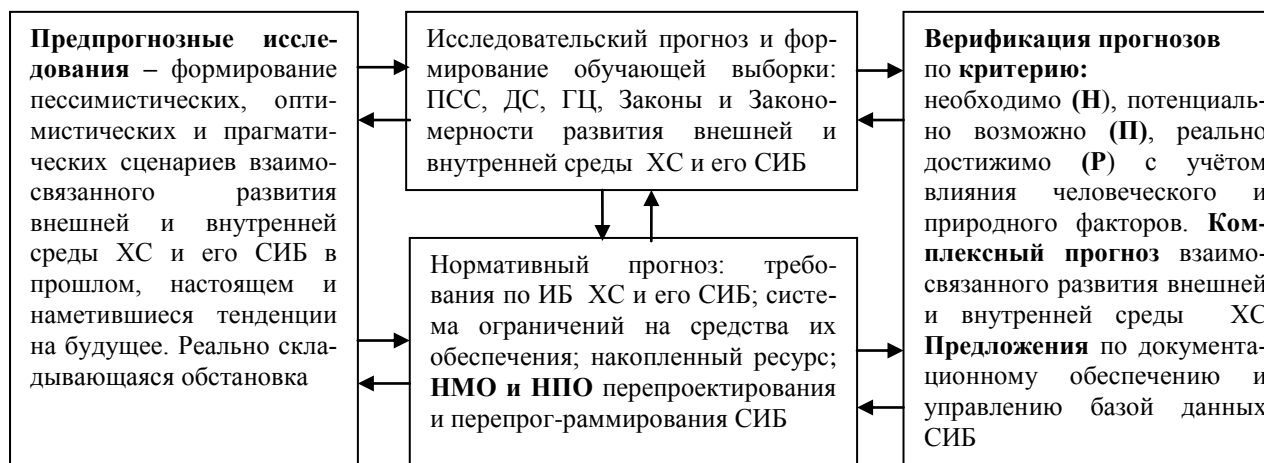 Предпрогнозные иссле-
дования – формирование
пессимистических, опти-
мистических и прагмати-
ческих сценариев взаимо-
связанного развития
внешней и внутренней
среды ХС и его СИБ в
прошлом, настоящем и
наметившиеся тенденции
на будущее. Реально скла-
дывающаяся обстановка
Исследовательский прогноз и фор-
мирование обучающей выборки:
ПСС, ДС, ГЦ, Законы и Законо-
мерности развития внешней и
внутренней среды ХС и его СИБ
Нормативный прогноз: требо-
вания по ИБ ХС и его СИБ; систе-
ма ограничений на средства их
обеспечения; накопленный ресурс;
НМО и НПО перепроектирования
и перепрог-раммирования СИБ
Верификация прогнозов
по критерию:
необходимо (Н), потенциаль-
но возможно (П), реально
достижимо (Р) с учётом
влияния человеческого и
природного факторов. Ком-
плексный прогноз взаимо-
связанного развития внешней
и внутренней среды ХС
Предложения по документа-
ционному обеспечению и
управлению базой данных
СИБ